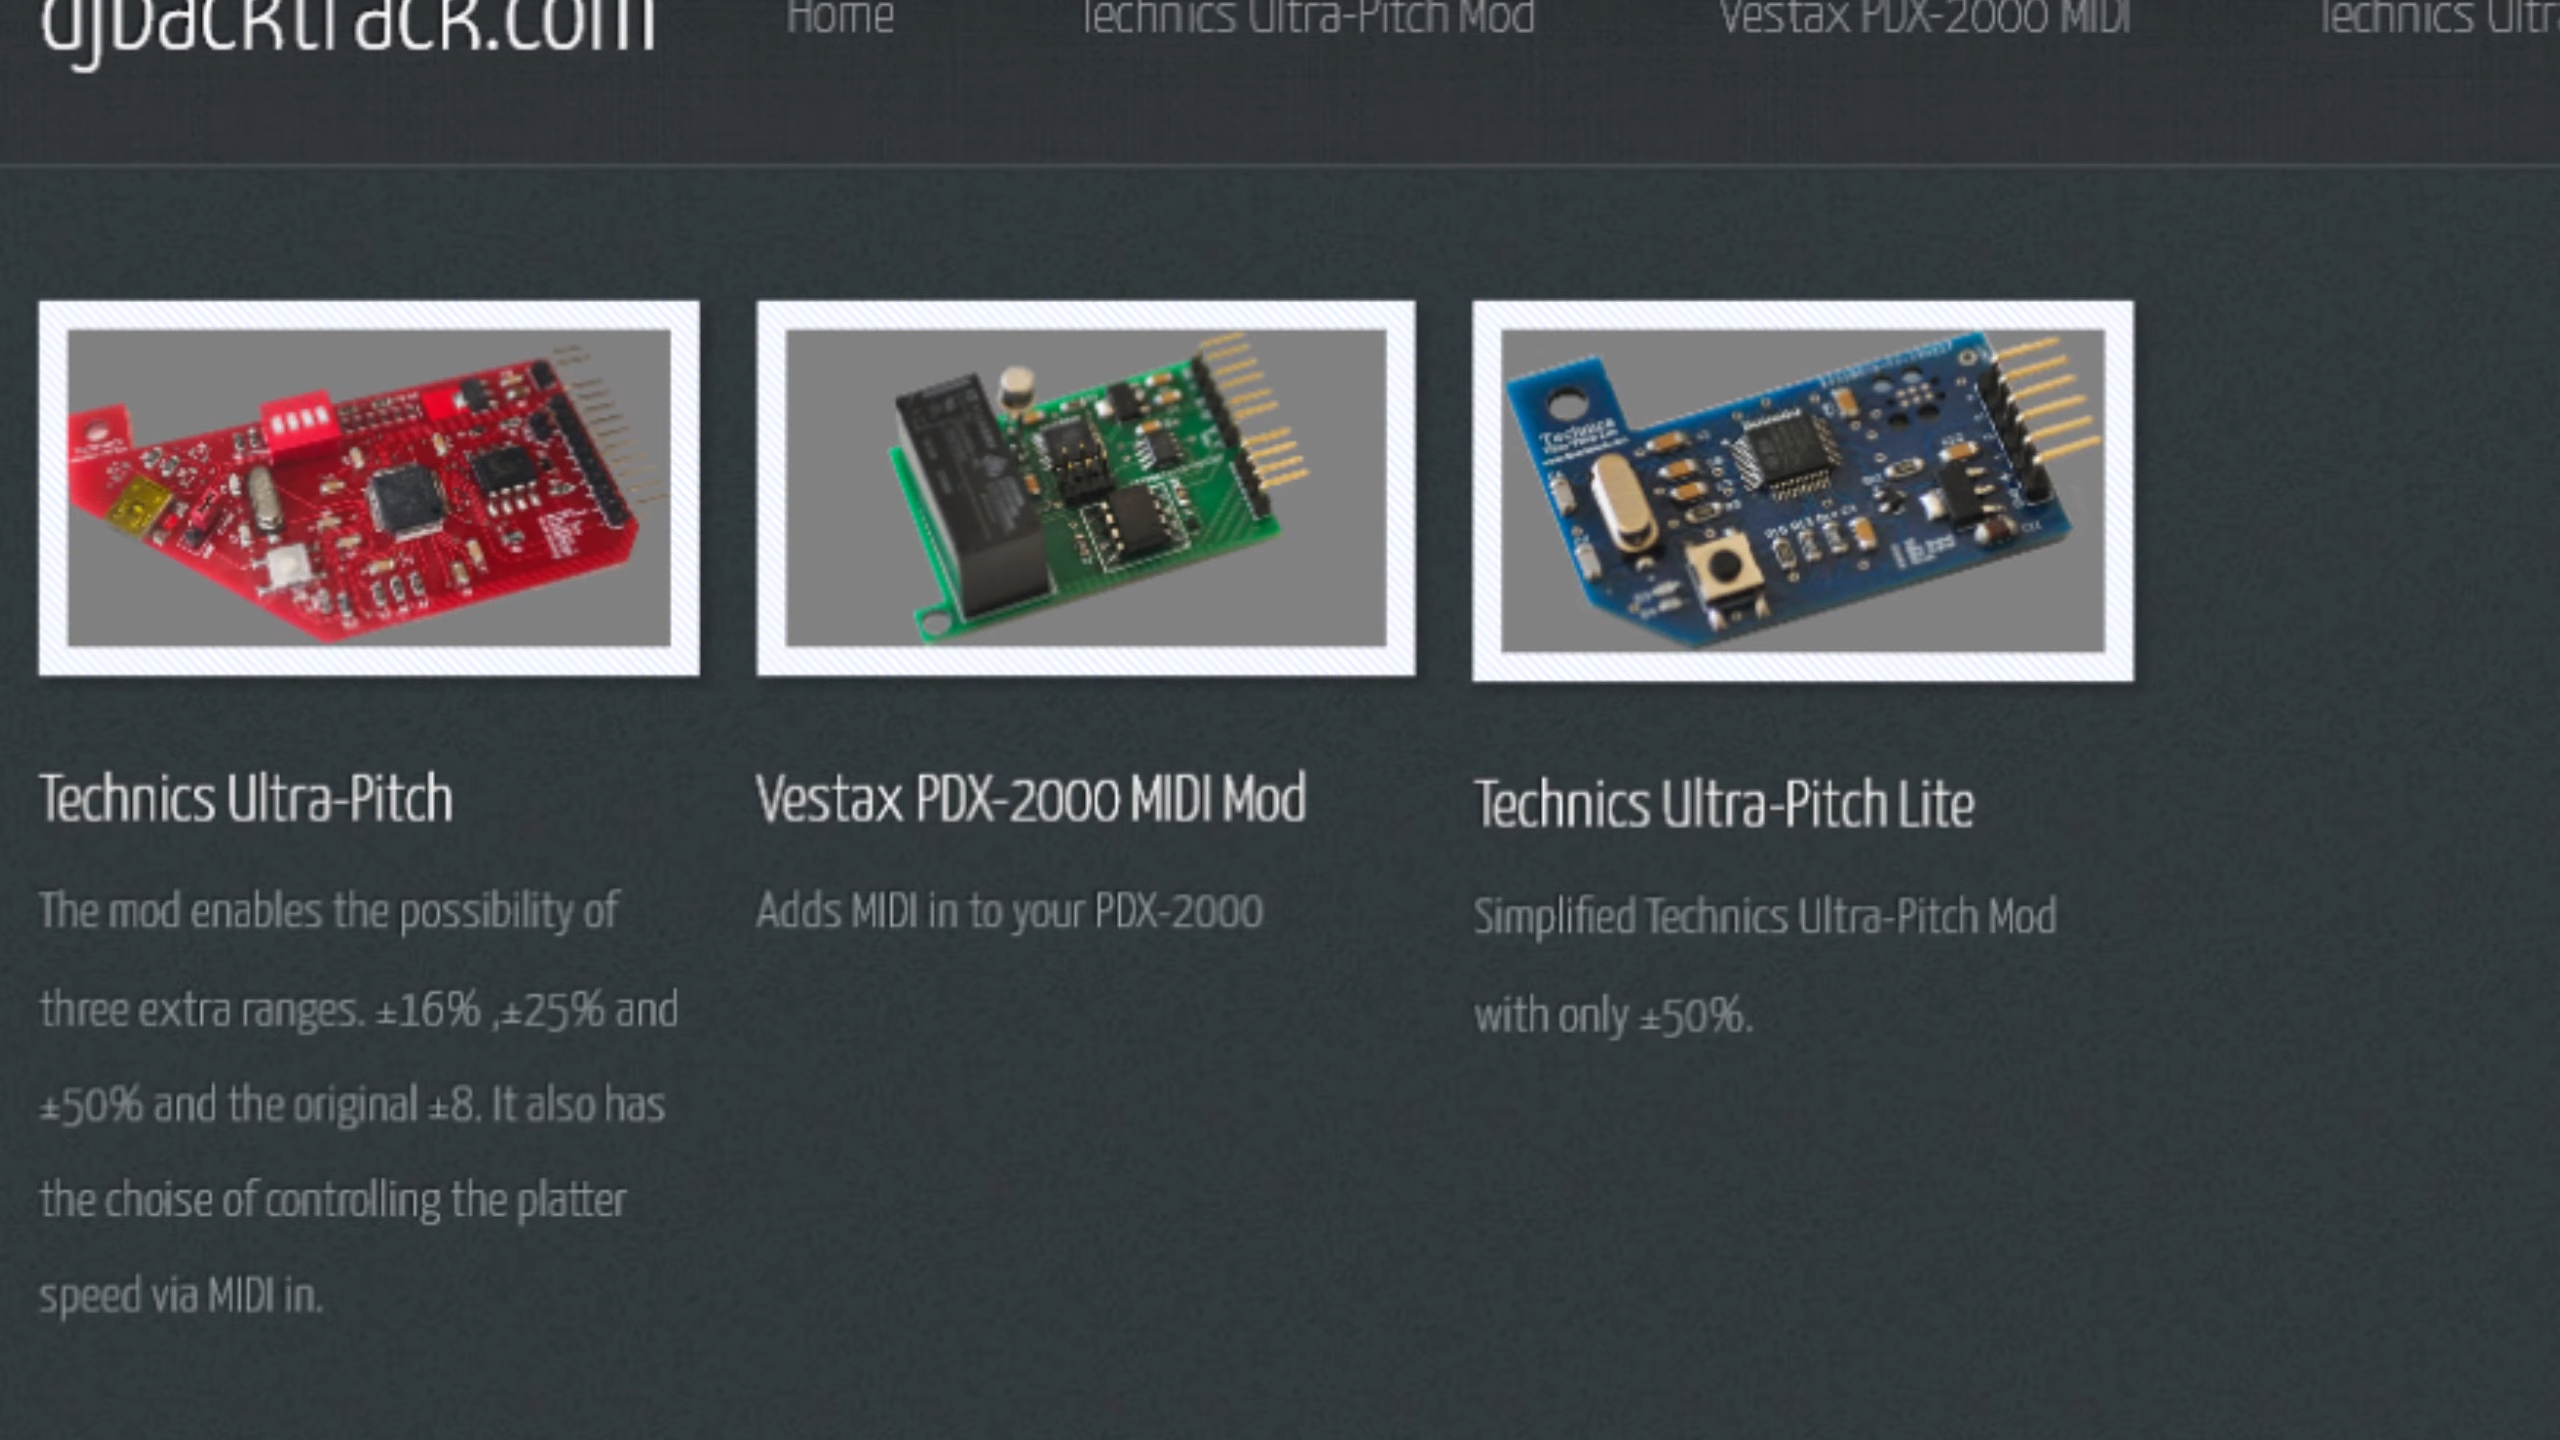 djbacktrack.com
Home
Technics Ultra-Pitch Mod
Vestax PDX-2000 MIDI
Technics Ultr
Technics
Technics Ultra-Pitch
The mod enables the possibility of
three extra ranges. ±16% ,±25% and
±50% and the original ±8. It also has
the choise of controlling the platter
speed via MIDI in.
Vestax PDX-2000 MIDI Mod
Adds MIDI in to your PDX-2000
Technics Ultra-Pitch Lite
Simplified Technics Ultra-Pitch Mod
with only ±50%.